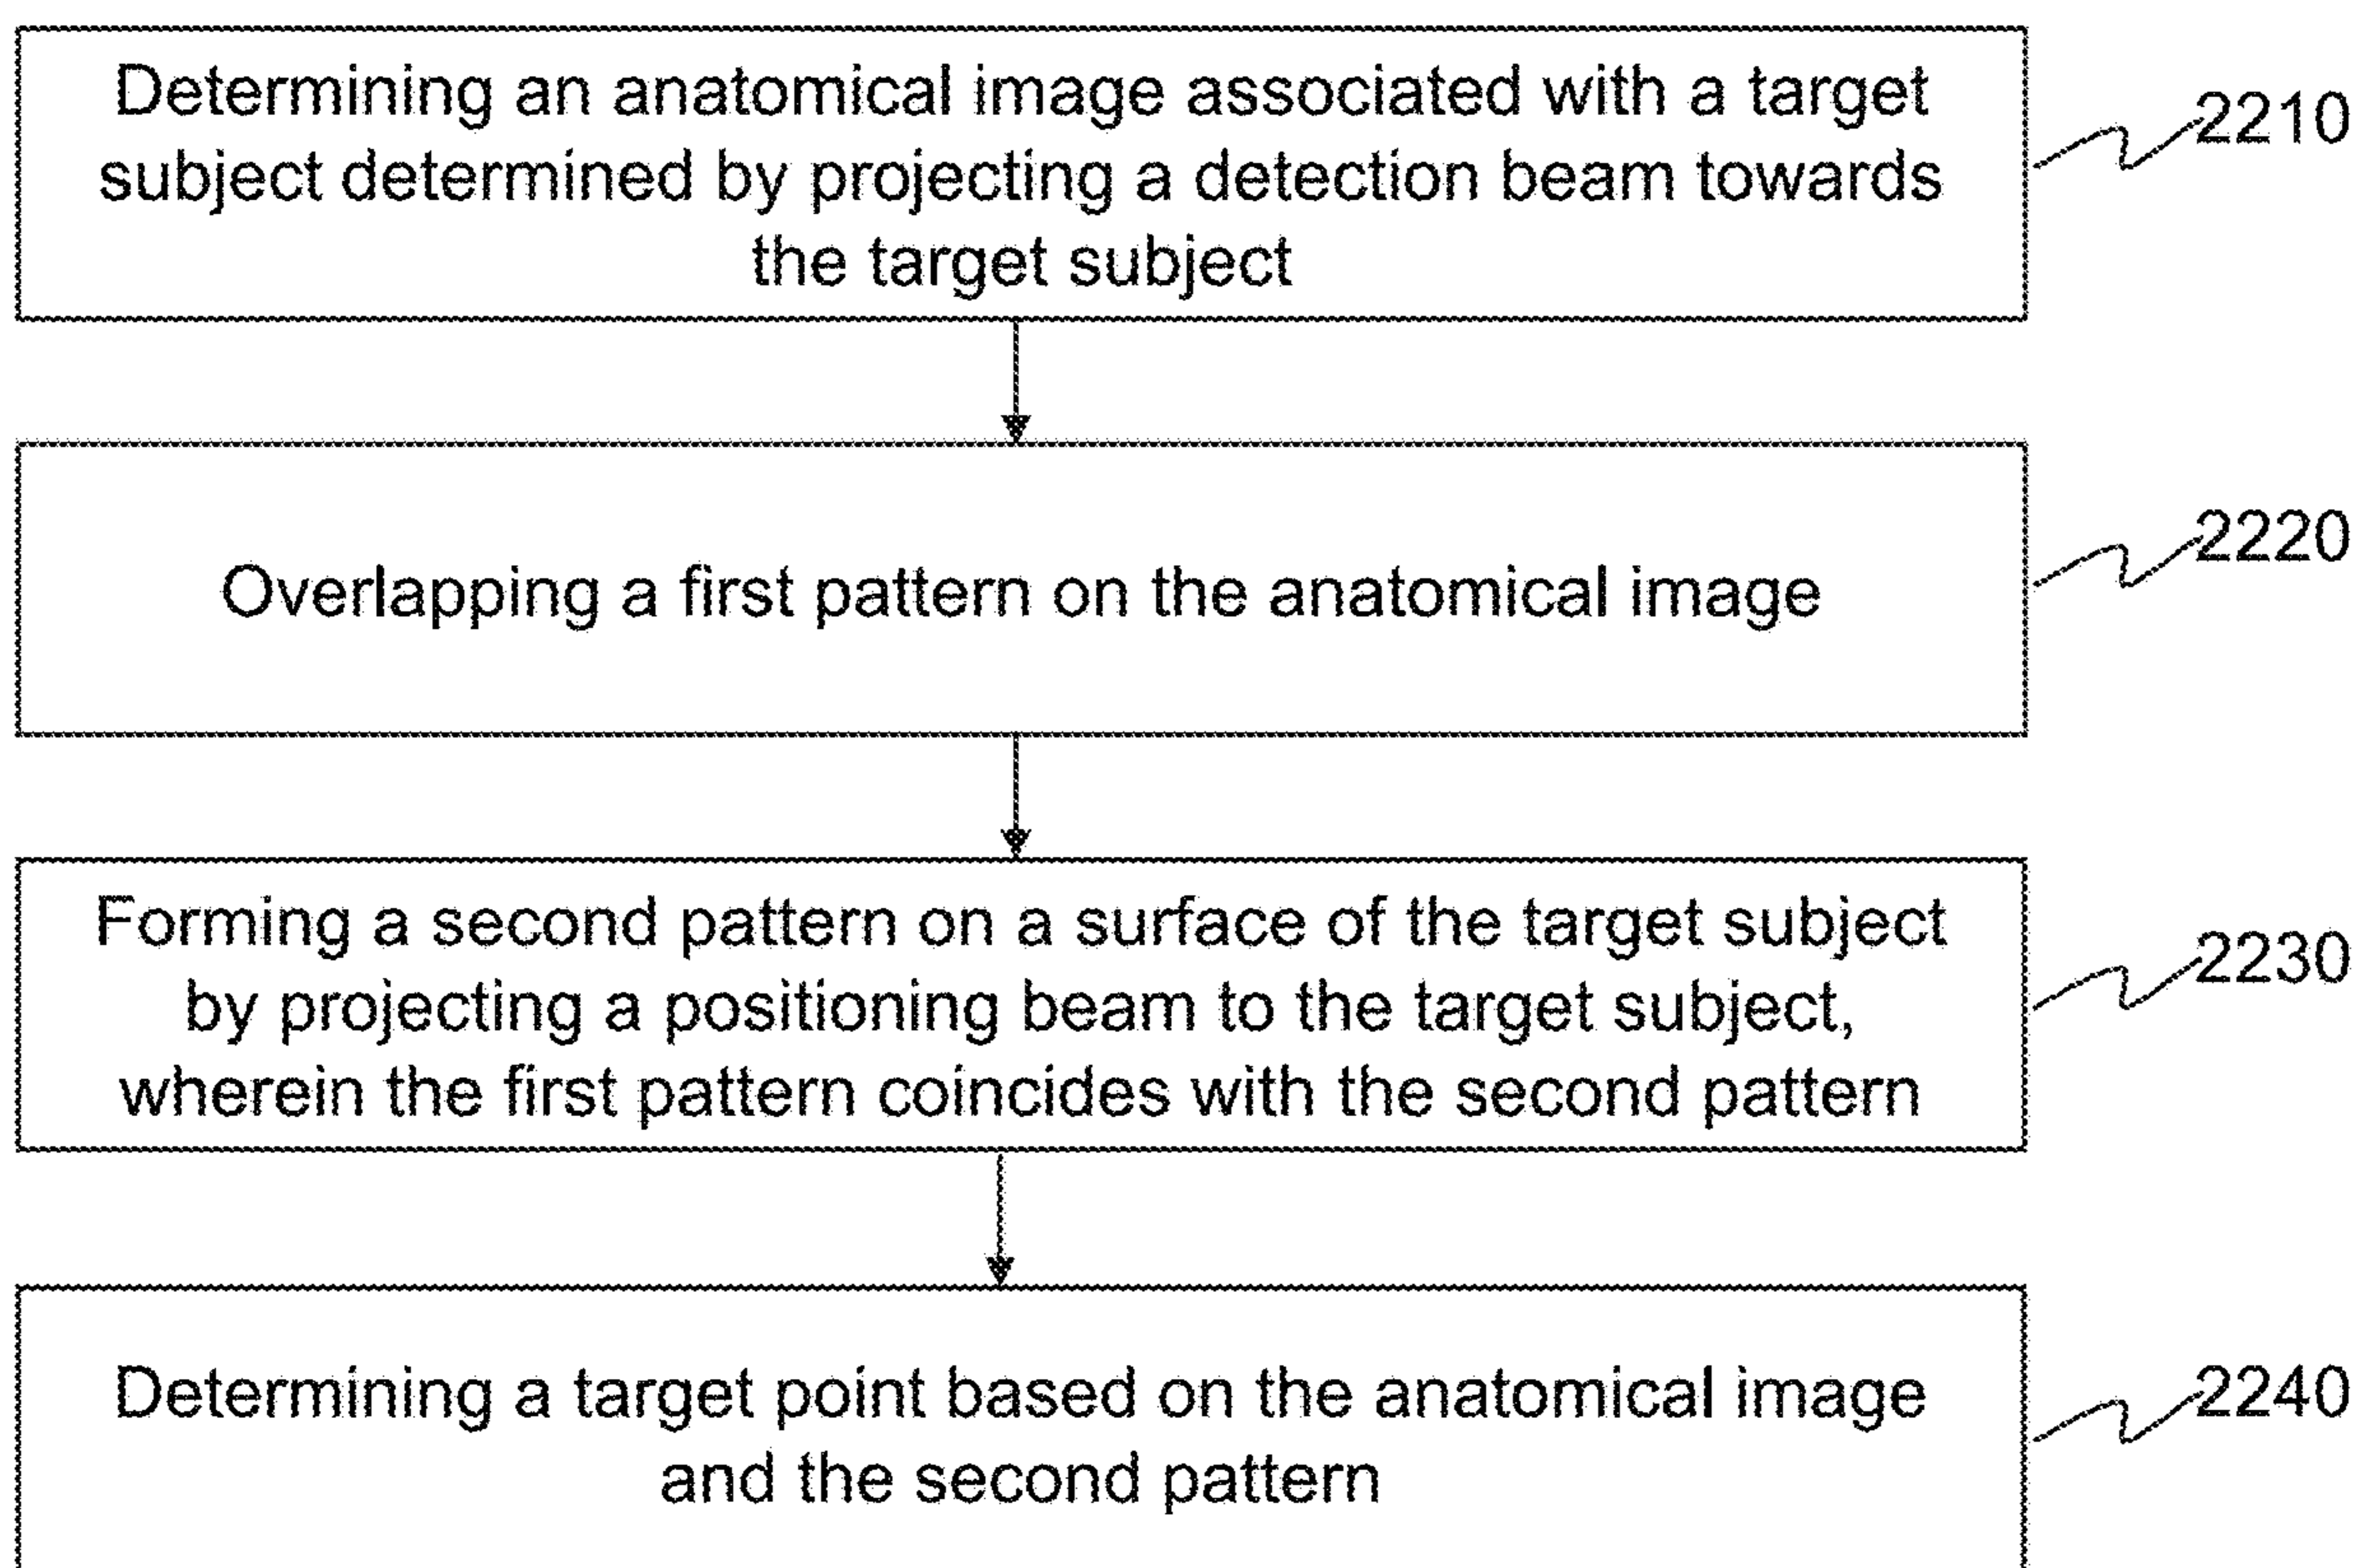 Determining an anatomical image associated with a target
subject determined by projecting a detection beam towards
the target subject
2210
Overlapping a first pattern on the anatomical image
2220
Forming a second pattern on a surface of the target subject
by projecting a positioning beam to the target subject,
wherein the first pattern coincides with the second pattern
2230
Determining a target point based on the anatomical image
and the second pattern
2240